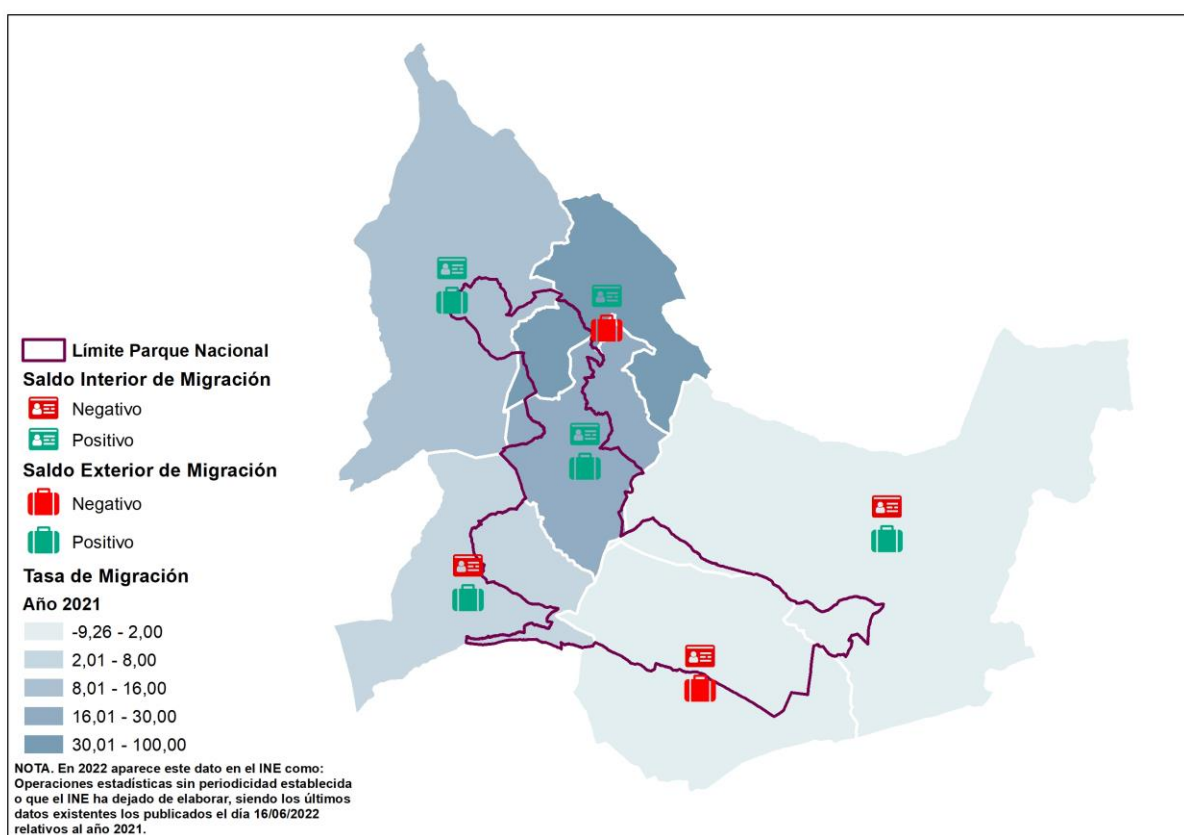 Límite Parque Nacional
Saldo Interior de Migración
Negativo
Positivo
Saldo Exterior de Migración
Negativo
Positivo
Tasa de Migración
Año 2021
-9,26 - 2,00
2,01 - 8,00
8,01 - 16,00
16,01 - 30,00
30,01 - 100,00
NOTA. En 2022 aparece este dato en el INE como:
Operaciones estadísticas sin periodicidad establecida
o que el INE ha dejado de elaborar, siendo los últimos
datos existentes los publicados el día 16/06/2022
relativos al año 2021.